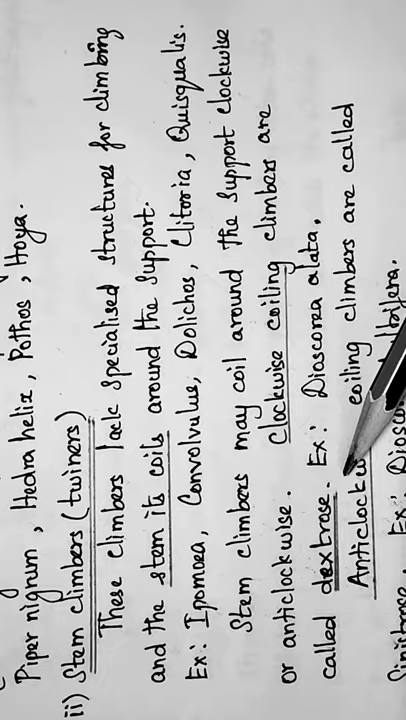 Piper nigrum, Hedra helix, Pothos, Hoya.
ii) Stem climbers (twiners)
These climbers lack specialised structures for climbing
and the stem its coils around the support.
Ex: Ipomoea, Convolvulus, Dolichos, Clitoria, Quisqualis.
Stem climbers may coil around the support clockwise
or anticlockwise. Clockwise coiling climbers are
called dextrose. Ex: Dioscorea alata.
coiling climbers are called
Ex: